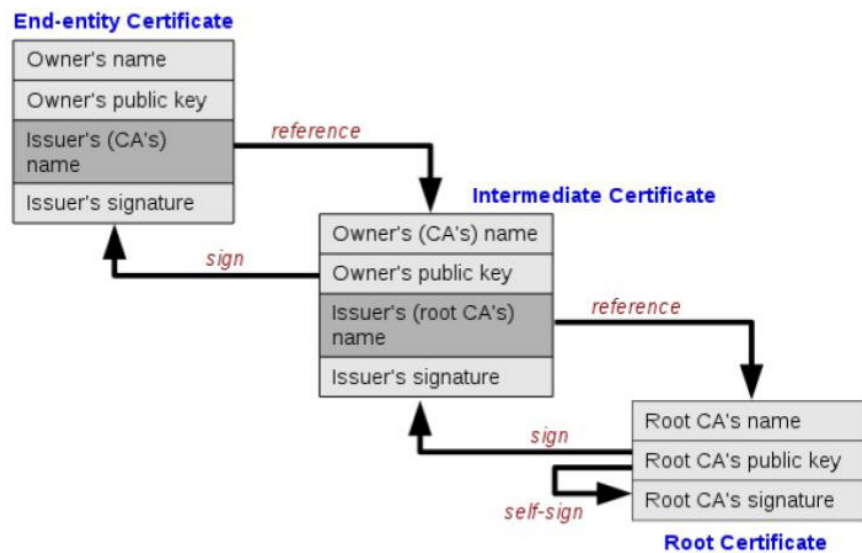 End-entity Certificate
Owner's name
Owner's public key
Issuer's (CA's)
name
Issuer's signature
reference
sign
Intermediate Certificate
Owner's (CA's) name
Owner's public key
Issuer's (root CA's)
name
Issuer's signature
reference
sign
Root CA's name
Root CA's public key
Root CA's signature
self-sign
Root Certificate